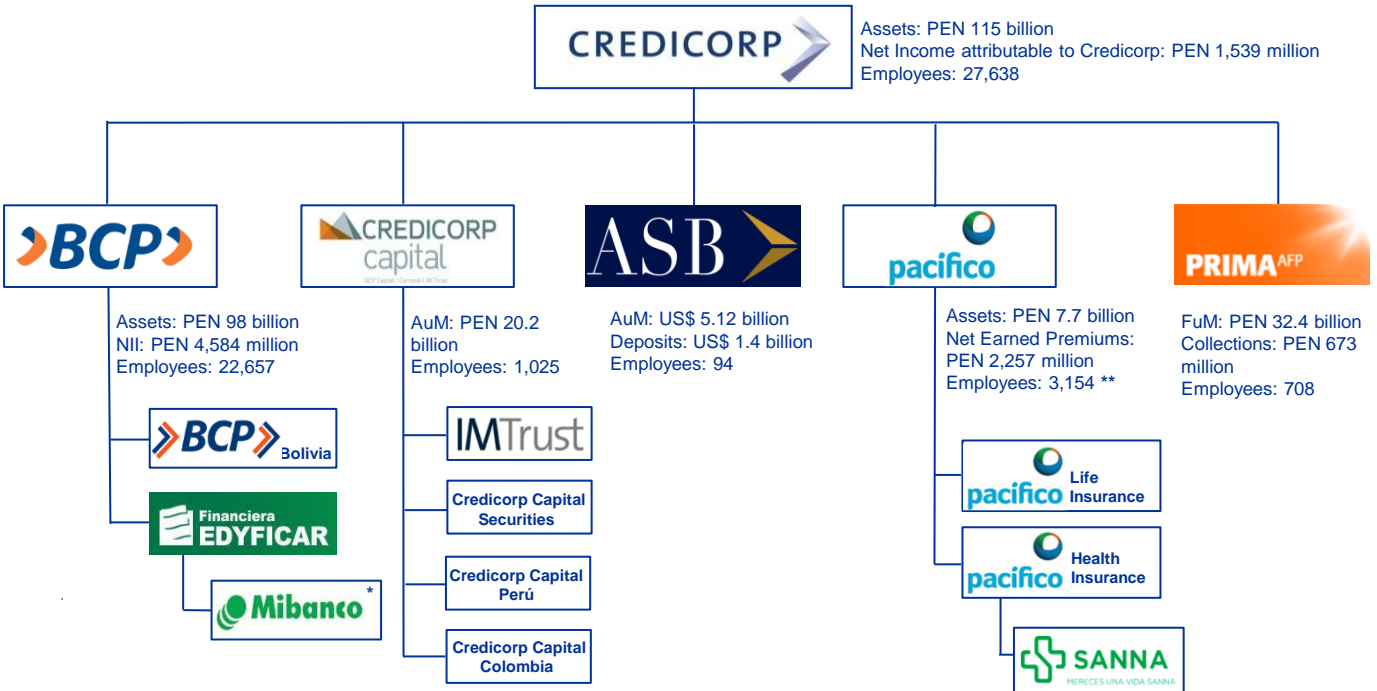 CREDICORP
Assets: PEN 115 billion
Net Income attributable to Credicorp: PEN 1,539 million
Employees: 27,638
BCP
Assets: PEN 98 billion
NII: PEN 4,584 million
Employees: 22,657
BCP
Bolivia
Financiera
EDYFICAR
Mibanco *
CREDICORP
capital
BCP Capital | Correval | IM Trust
AuM: PEN 20.2
billion
Employees: 1,025
IMTrust
Credicorp Capital
Securities
Credicorp Capital
Perú
Credicorp Capital
Colombia
ASB
AuM: US$ 5.12 billion
Deposits: US$ 1.4 billion
Employees: 94
pacifico
Assets: PEN 7.7 billion
Net Earned Premiums:
PEN 2,257 million
Employees: 3,154 **
pacifico Life
Insurance
pacifico Health
Insurance
SANNA
MERECES UNA VIDA SANNA
PRIMA AFP
FuM: PEN 32.4 billion
Collections: PEN 673
million
Employees: 708